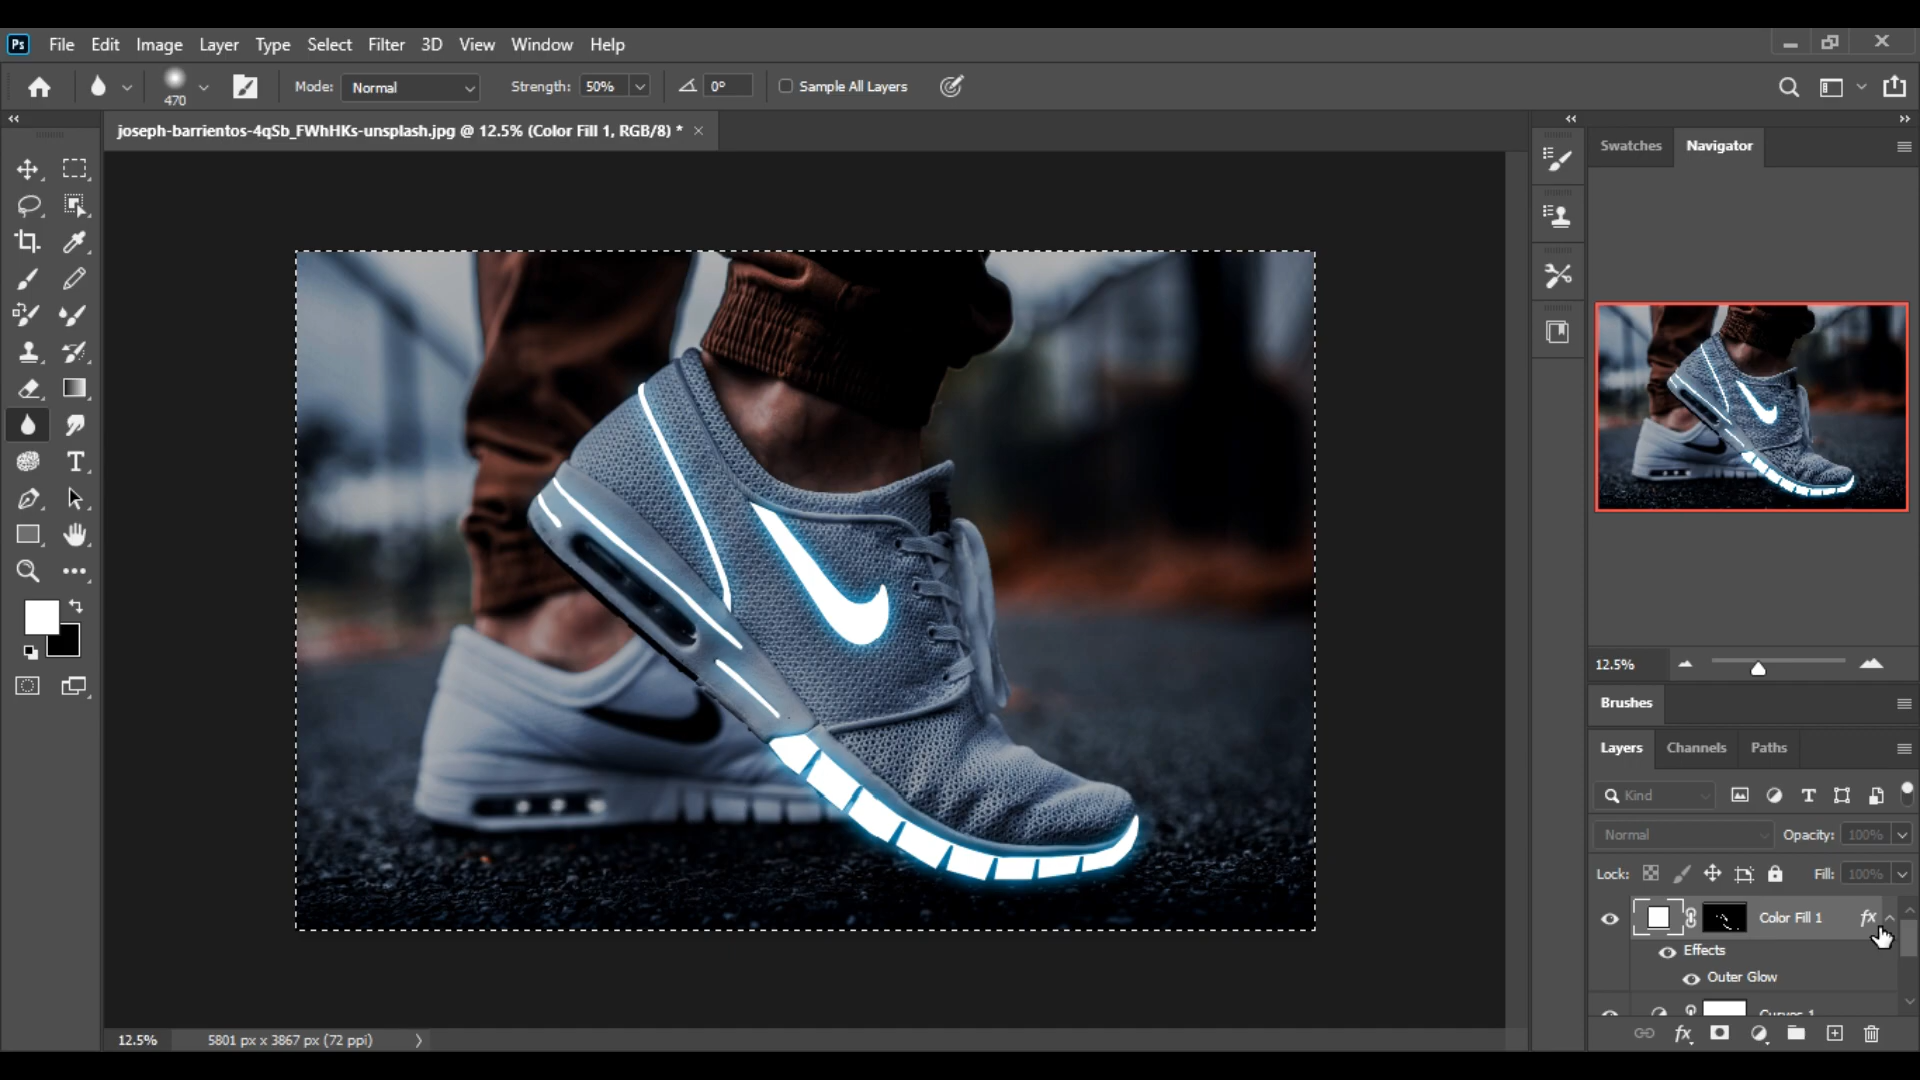 Ps File Edit Image Layer Type Select Filter 3D View Window Help
470 Mode: Normal Strength: 50% 0° Sample All Layers
joseph-barrientos-4qSb_FWhHKs-unsplash.jpg @ 12.5% (Color Fill 1, RGB/8) * ×
Swatches Navigator
12.5%
Brushes
Layers Channels Paths
Kind
Normal Opacity: 100%
Lock: Fill: 100%
Color Fill 1 fx
Effects
Outer Glow
Curves 1
12.5% 5801 px x 3867 px (72 ppi)
fx